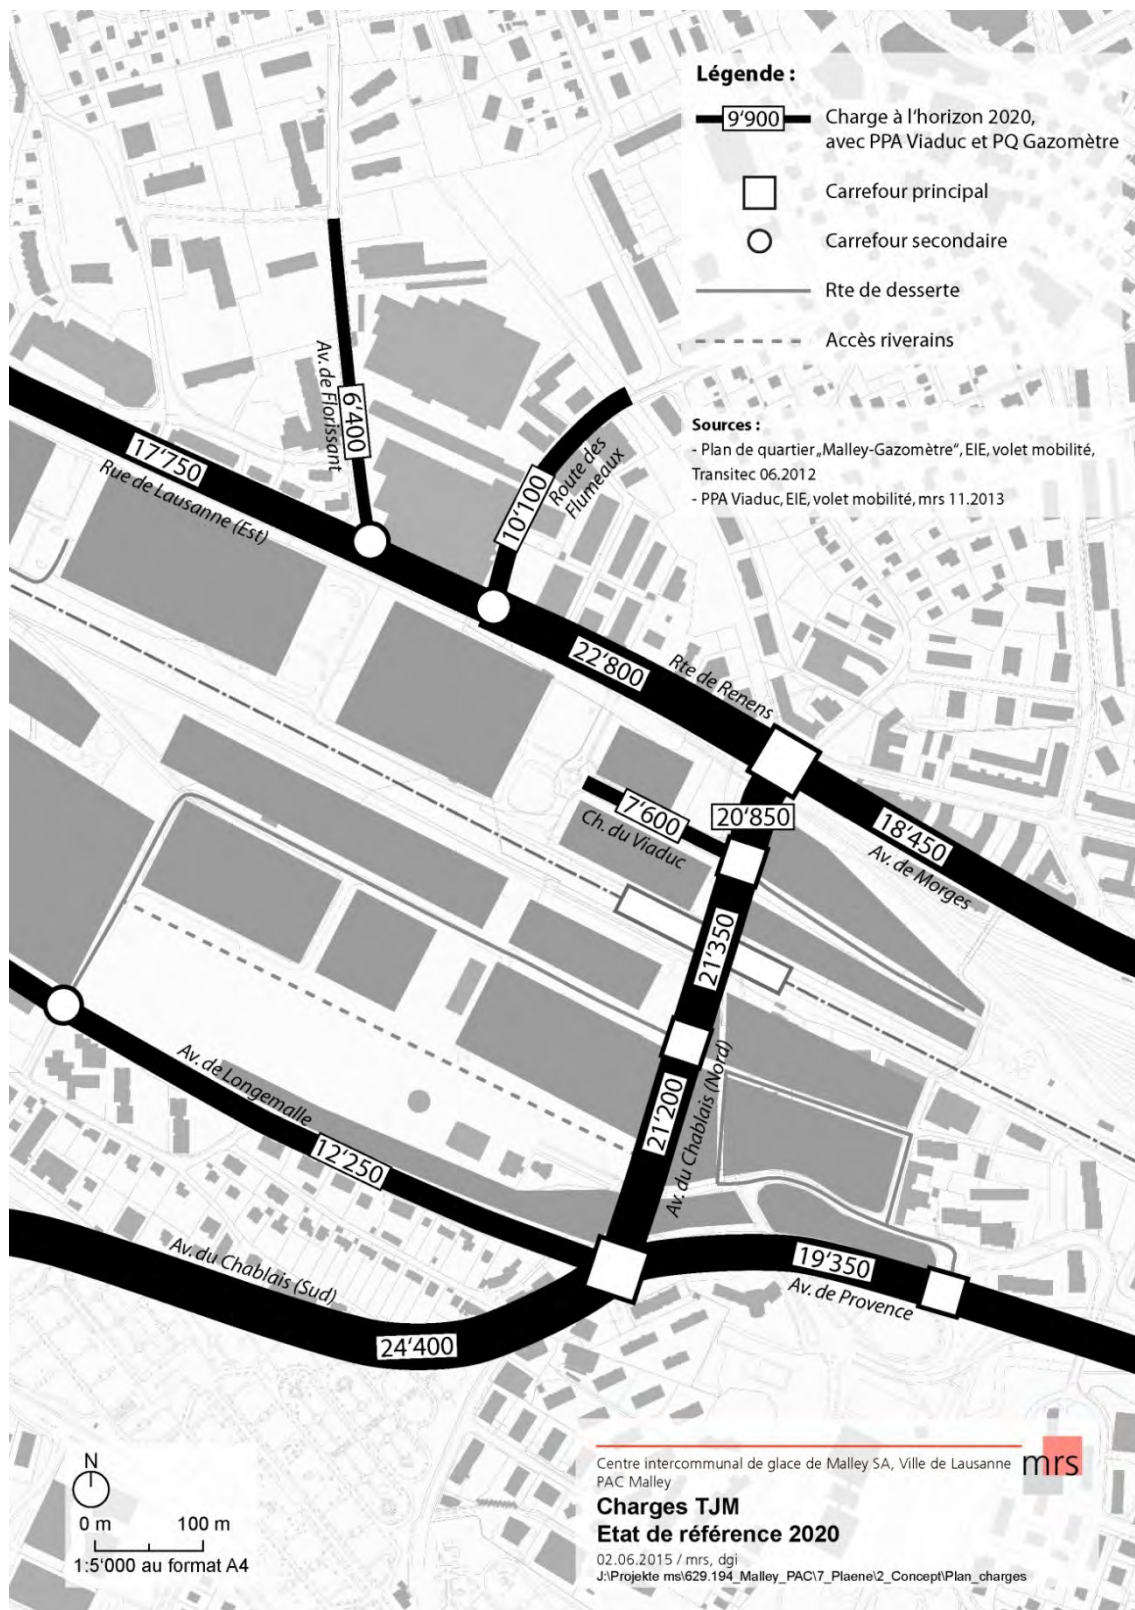 Légende :
9‘900
Charge à l‘horizon 2020,
avec PPA Viaduc et PQ Gazomètre
Carrefour principal
Carrefour secondaire
Rte de desserte
Accès riverains
Sources :
- Plan de quartier „Malley-Gazomètre“, EIE, volet mobilité,
Transitec 06.2012
- PPA Viaduc, EIE, volet mobilité, mrs 11.2013
Av. de Florissant
6‘400
17‘750
Rue de Lausanne (Est)
10‘100
Route des
Flumeaux
22‘800
Rte de Renens
7‘600
Ch. du Viaduc
20‘850
18‘450
Av. de Morges
21‘350
21‘200
Av. du Chablais (Nord)
Av. de Longemalle
12‘250
Av. du Chablais (Sud)
24‘400
19‘350
Av. de Provence
N
0 m 100 m
1:5‘000 au format A4
Centre intercommunal de glace de Malley SA, Ville de Lausanne
PAC Malley
mrs
Charges TJM
Etat de référence 2020
02.06.2015 / mrs, dgi
J:\Projekte ms\629.194_Malley_PAC\7_Plaene\2_Concept\Plan_charges